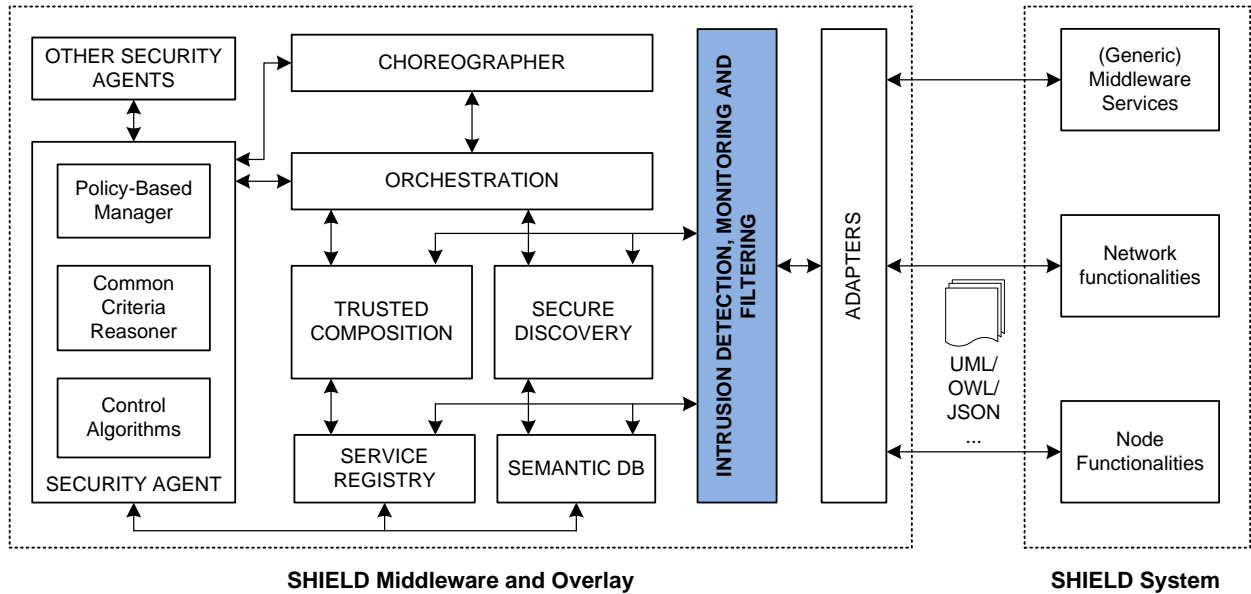 OTHER SECURITY
AGENTS
CHOREOGRAPHER
ORCHESTRATION
Policy-Based
Manager
Common
Criteria
Reasoner
Control
Algorithms
SECURITY AGENT
TRUSTED
COMPOSITION
SECURE
DISCOVERY
SERVICE
REGISTRY
SEMANTIC DB
INTRUSION DETECTION, MONITORING AND
FILTERING
ADAPTERS
UML/
OWL/
JSON
...
(Generic)
Middleware
Services
Network
functionalities
Node
Functionalities
SHIELD Middleware and Overlay
SHIELD System